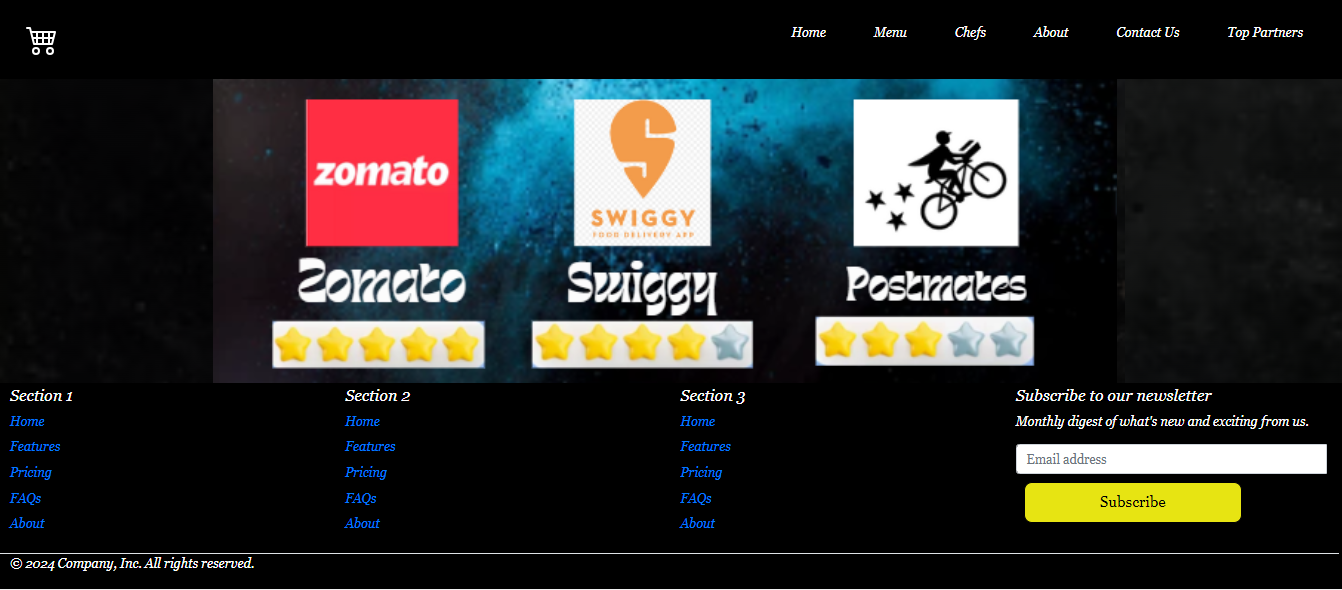 Home Menu Chefs About Contact Us Top Partners
zomato
SWIGGY
FOOD DELIVERY APP
Zomato Swiggy Postmates
Section 1 Section 2 Section 3 Subscribe to our newsletter
Home Home Home Monthly digest of what's new and exciting from us.
Features Features Features
Pricing Pricing Pricing Email address
FAQs FAQs FAQs Subscribe
About About About
© 2024 Company, Inc. All rights reserved.